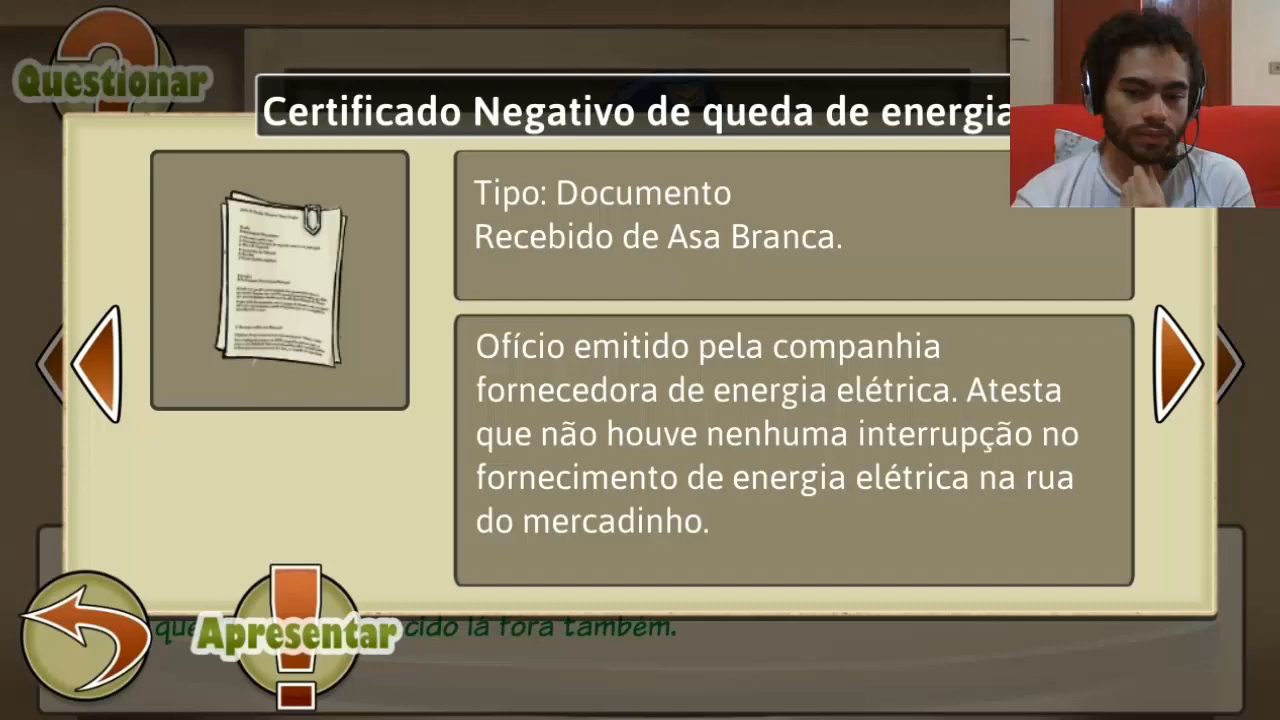 Questionar
Certificado Negativo de queda de energia
Tipo: Documento
Recebido de Asa Branca.
Ofício emitido pela companhia
fornecedora de energia elétrica. Atesta
que não houve nenhuma interrupção no
fornecimento de energia elétrica na rua
do mercadinho.
Apresentar
cido lá fora também.